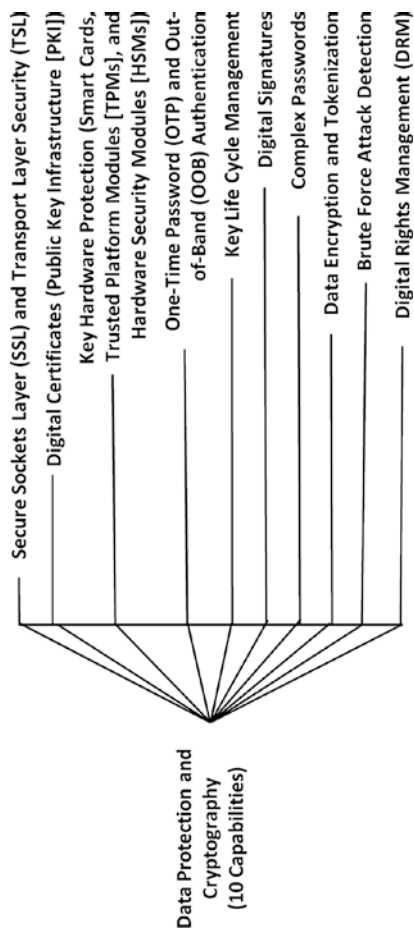 Data Protection and
Cryptography
(10 Capabilities)
Secure Sockets Layer (SSL) and Transport Layer Security (TSL)
Digital Certificates (Public Key Infrastructure [PKI])
Key Hardware Protection (Smart Cards,
Trusted Platform Modules [TPMs], and
Hardware Security Modules [HSMs])
One-Time Password (OTP) and Out-
of-Band (OOB) Authentication
Key Life Cycle Management
Digital Signatures
Complex Passwords
Data Encryption and Tokenization
Brute Force Attack Detection
Digital Rights Management (DRM)